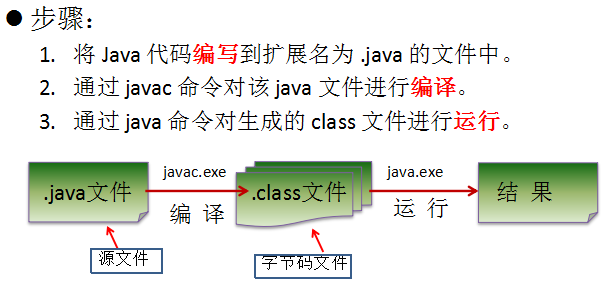 ● 步骤：
1. 将 Java 代码编写到扩展名为 .java 的文件中。
2. 通过 javac 命令对该 java 文件进行编译。
3. 通过 java 命令对生成的 class 文件进行运行。
javac.exe
java.exe
.java文件
.class文件
结 果
编 译
运 行
源文件
字节码文件